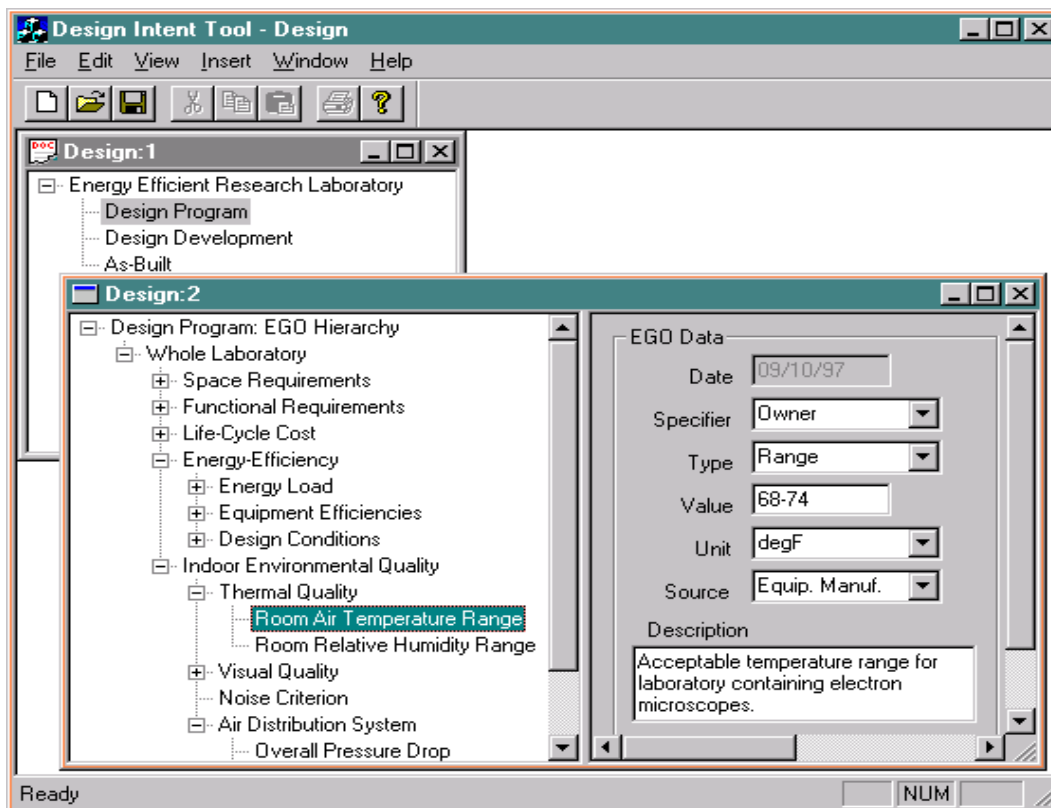 Design Intent Tool - Design
File Edit View Insert Window Help
DOC
Design:1
Energy Efficient Research Laboratory
Design Program
Design Development
As-Built
Design:2
Design Program: EGO Hierarchy
Whole Laboratory
Space Requirements
Functional Requirements
Life-Cycle Cost
Energy-Efficiency
Energy Load
Equipment Efficiencies
Design Conditions
Indoor Environmental Quality
Thermal Quality
Room Air Temperature Range
Room Relative Humidity Range
Visual Quality
Noise Criterion
Air Distribution System
Overall Pressure Drop
EGO Data
Date 09/10/97
Specifier Owner
Type Range
Value 68-74
Unit degF
Source Equip. Manuf.
Description
Acceptable temperature range for
laboratory containing electron
microscopes.
Ready NUM